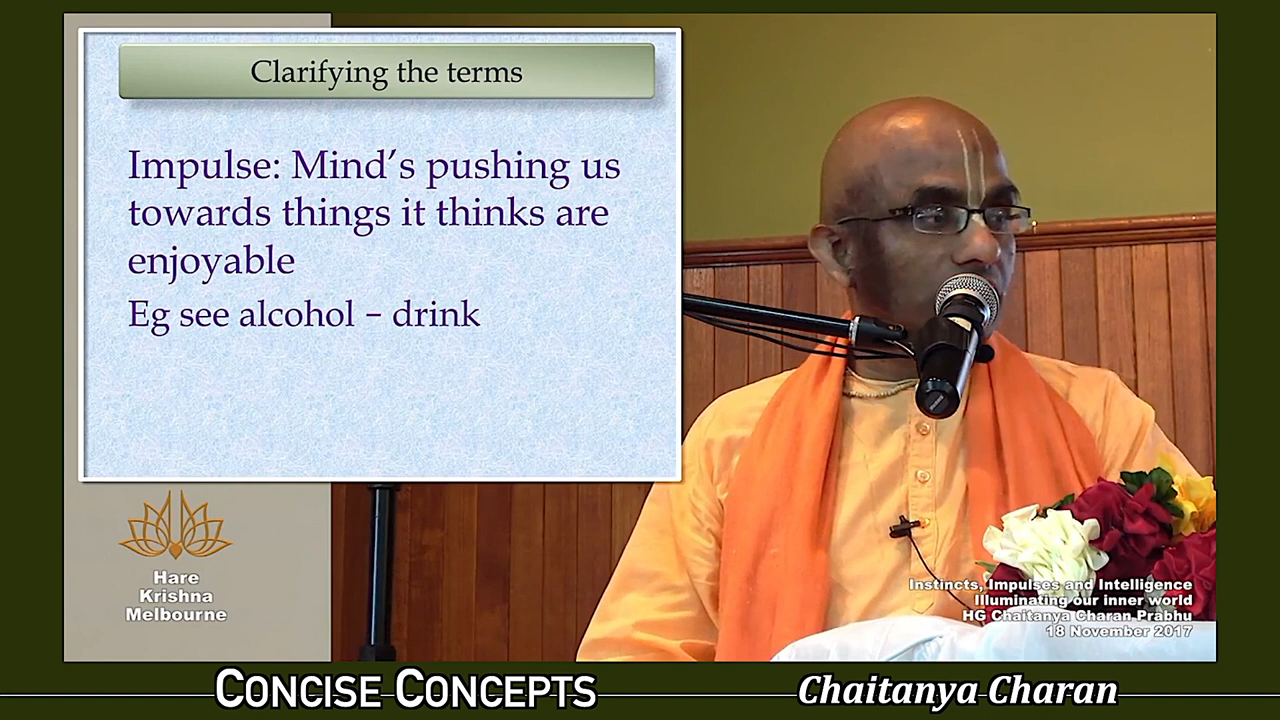 Clarifying the terms
Impulse: Mind’s pushing us
towards things it thinks are
enjoyable
Eg see alcohol – drink
Hare
Krishna
Melbourne
Instincts, Impulses and Intelligence
Illuminating our inner world
HG Chaitanya Charan Prabhu
18 November 2017
Concise Concepts
Chaitanya Charan